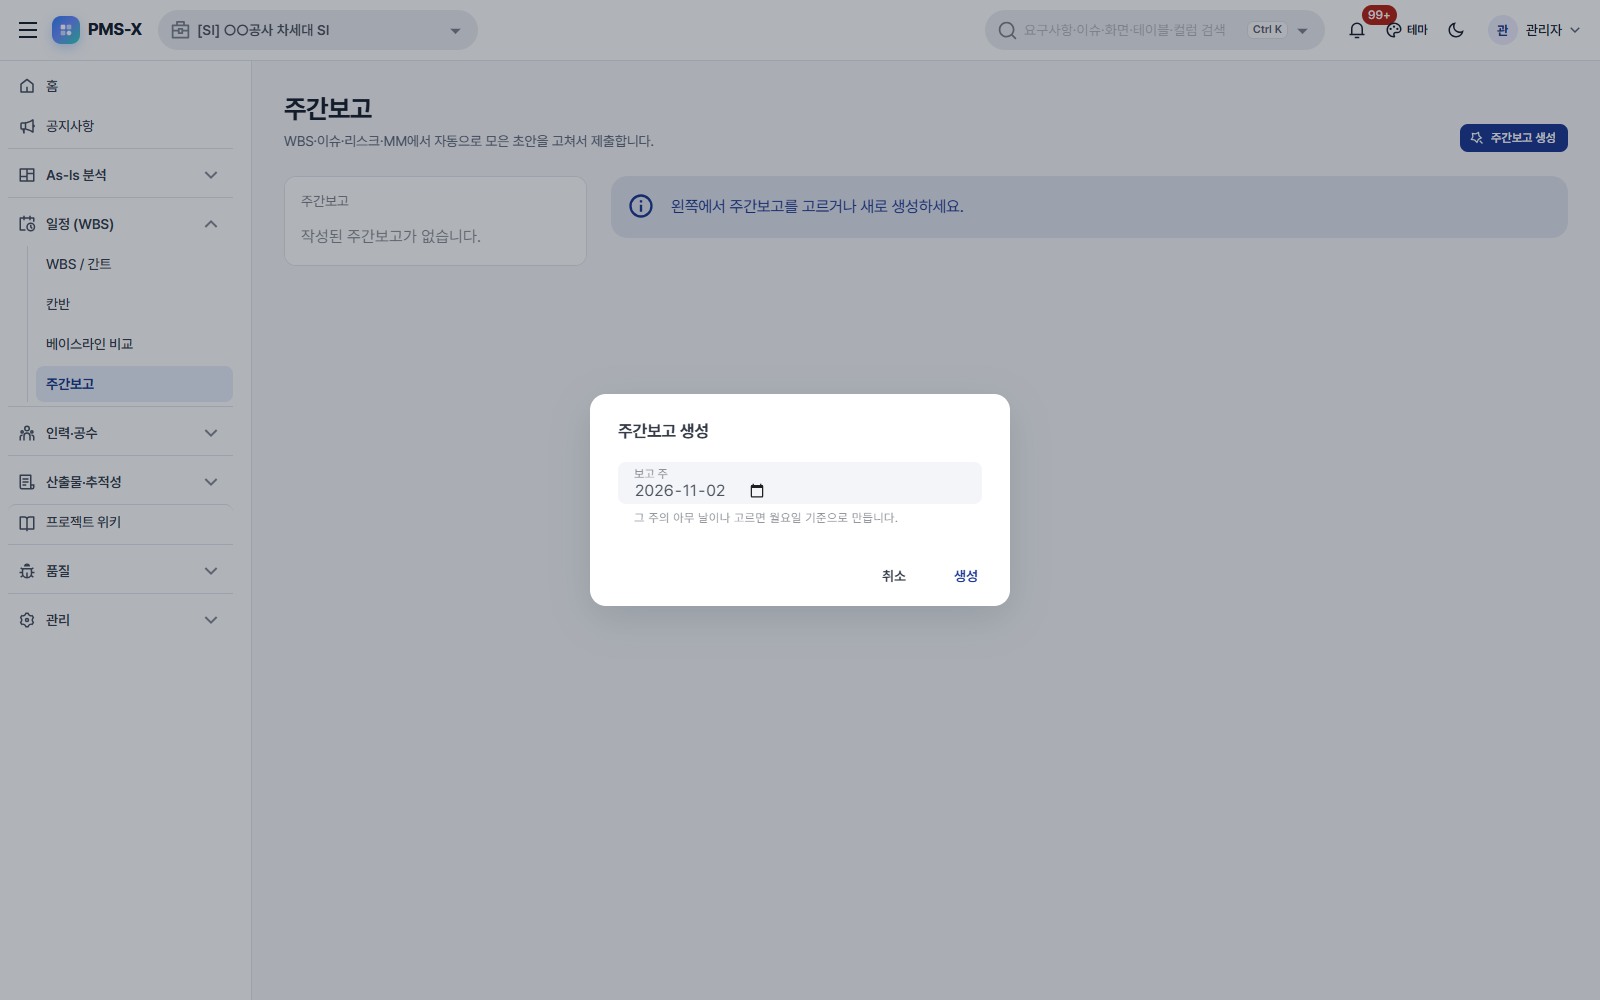 PMS-X
[SI] ○○공사 차세대 SI
요구사항·이슈·화면·테이블·컬럼 검색
Ctrl K
99+
테마
관
관리자
홈
공지사항
As-Is 분석
일정 (WBS)
WBS / 간트
칸반
베이스라인 비교
주간보고
인력·공수
산출물·추적성
프로젝트 위키
품질
관리
주간보고
WBS·이슈·리스크·MM에서 자동으로 모은 초안을 고쳐서 제출합니다.
주간보고 생성
주간보고
작성된 주간보고가 없습니다.
왼쪽에서 주간보고를 고르거나 새로 생성하세요.
주간보고 생성
보고 주
2026-11-02
그 주의 아무 날이나 고르면 월요일 기준으로 만듭니다.
취소
생성